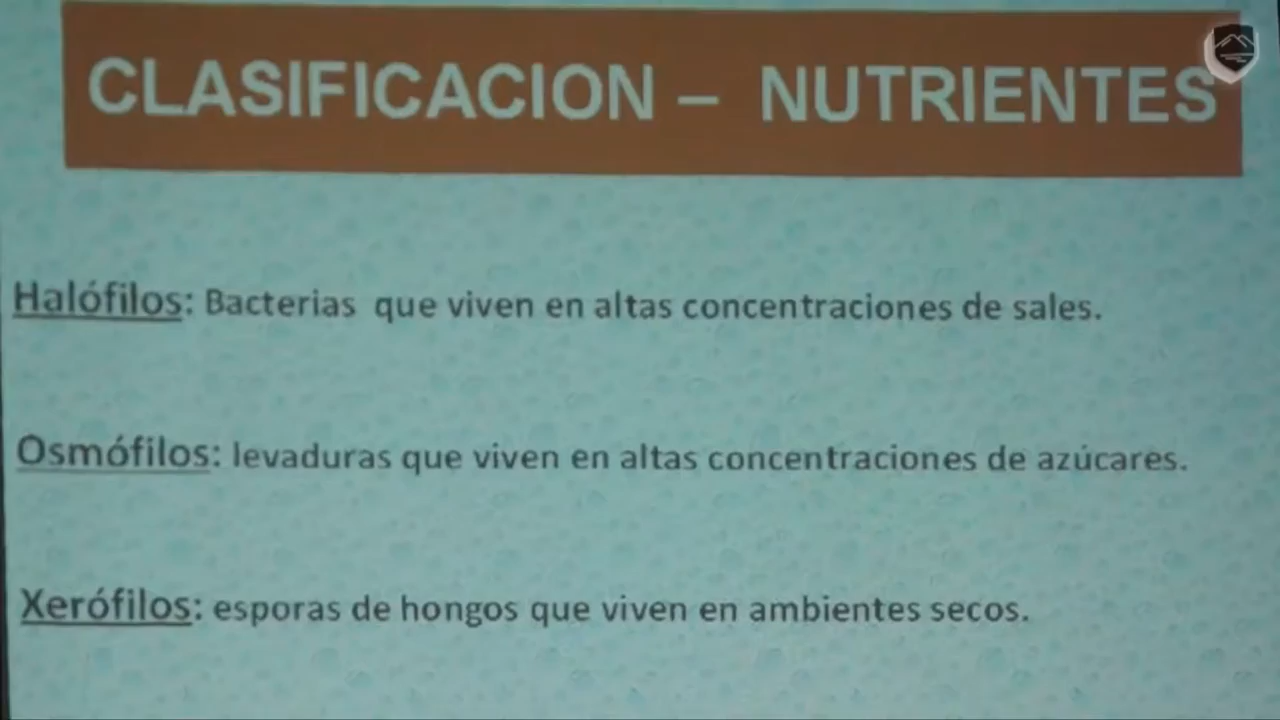 CLASIFICACION – NUTRIENTES
Halófilos: Bacterias que viven en altas concentraciones de sales.
Osmófilos: levaduras que viven en altas concentraciones de azúcares.
Xerófilos: esporas de hongos que viven en ambientes secos.